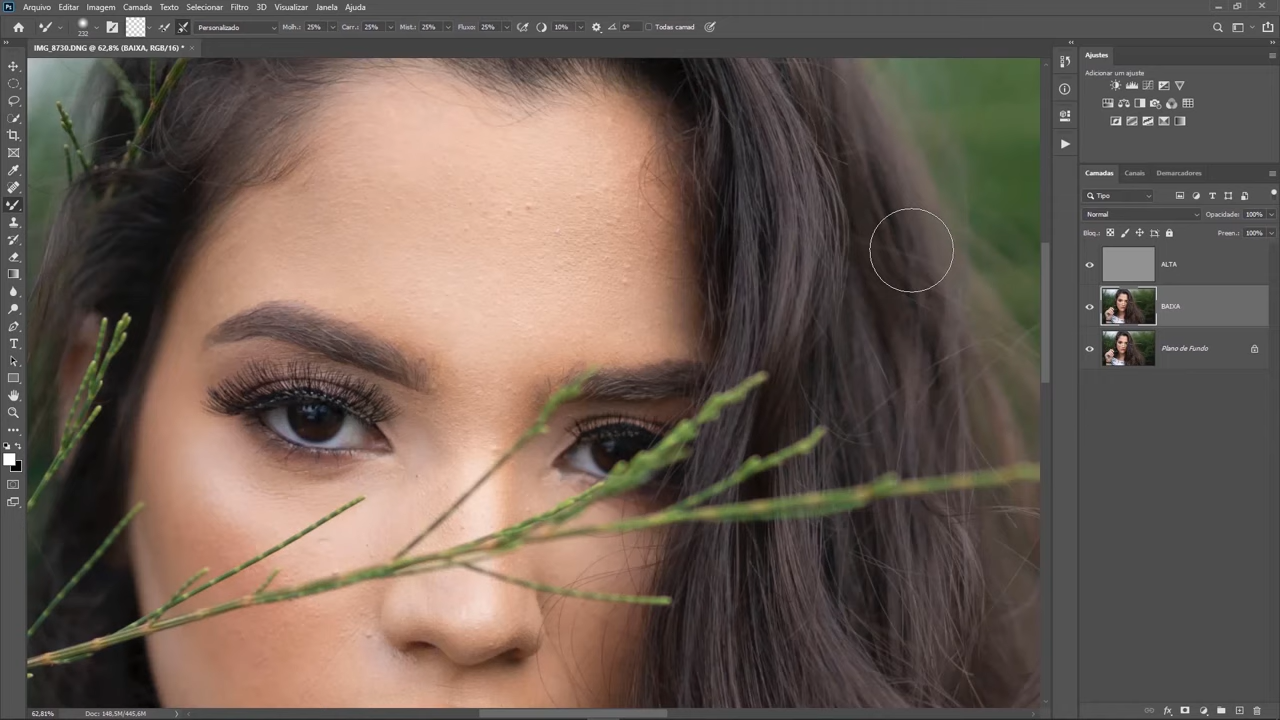 Ps Arquivo Editar Imagem Camada Texto Selecionar Filtro 3D Visualizar Janela Ajuda
232 Personalizado Molh.: 25% Carr.: 25% Mist.: 25% Fluxo: 25% 10% 0° Todas camad
IMG_8730.DNG @ 62,8% (BAIXA, RGB/16) * ×
Ajustes
Adicionar um ajuste
Camadas Canais Demarcadores
Tipo
Normal Opacidade: 100%
Bloq.: Preen.: 100%
ALTA
BAIXA
Plano de Fundo
62,81% Doc: 148,5M/445,6M